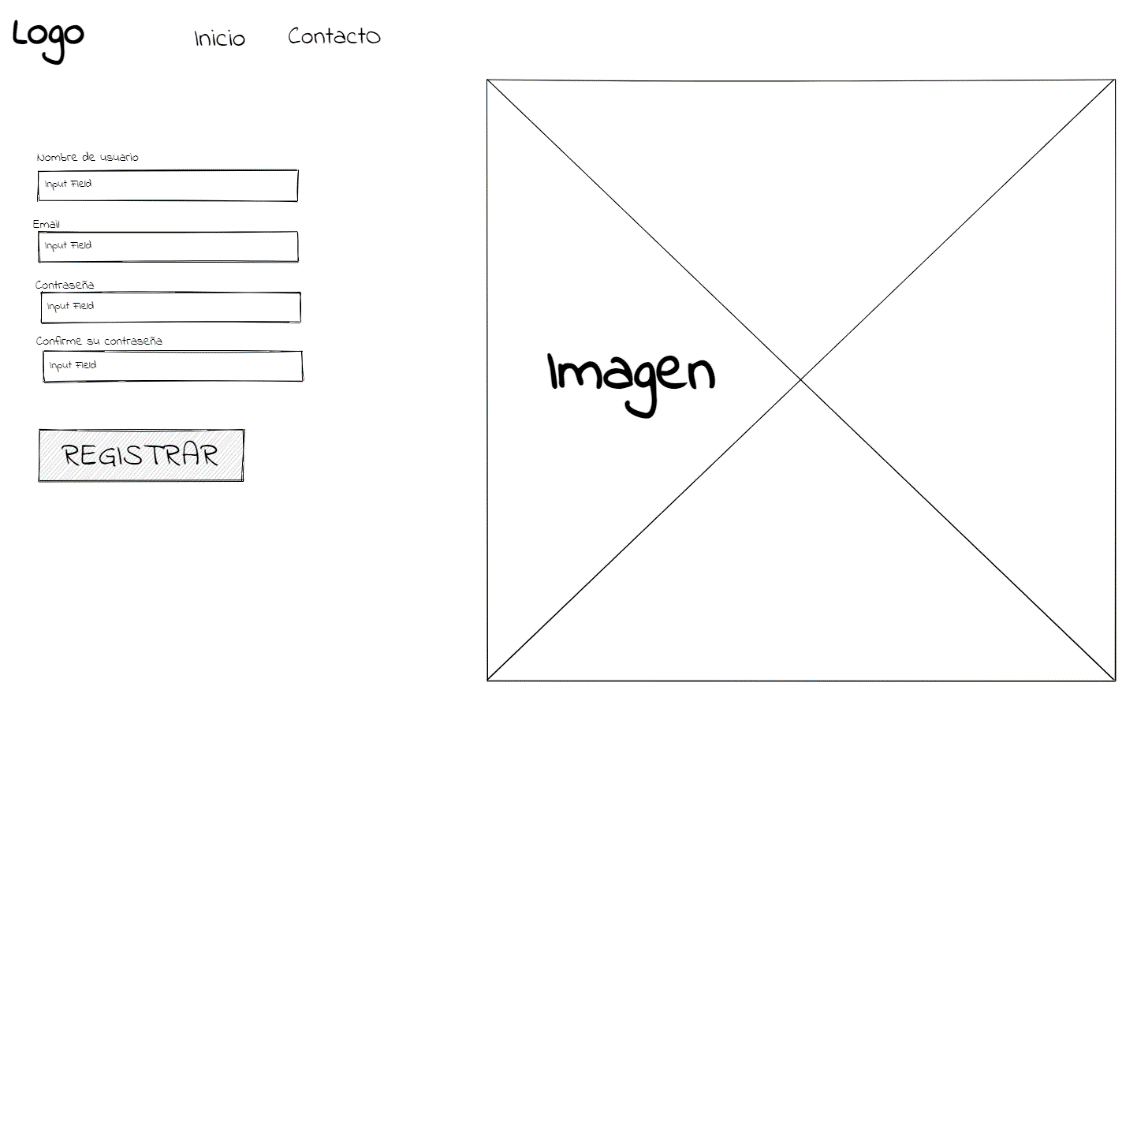 Logo
Inicio
Contacto
Nombre de usuario
Input Field
Email
Input Field
Contraseña
Input Field
Confirme su contraseña
Input Field
REGISTRAR
Imagen